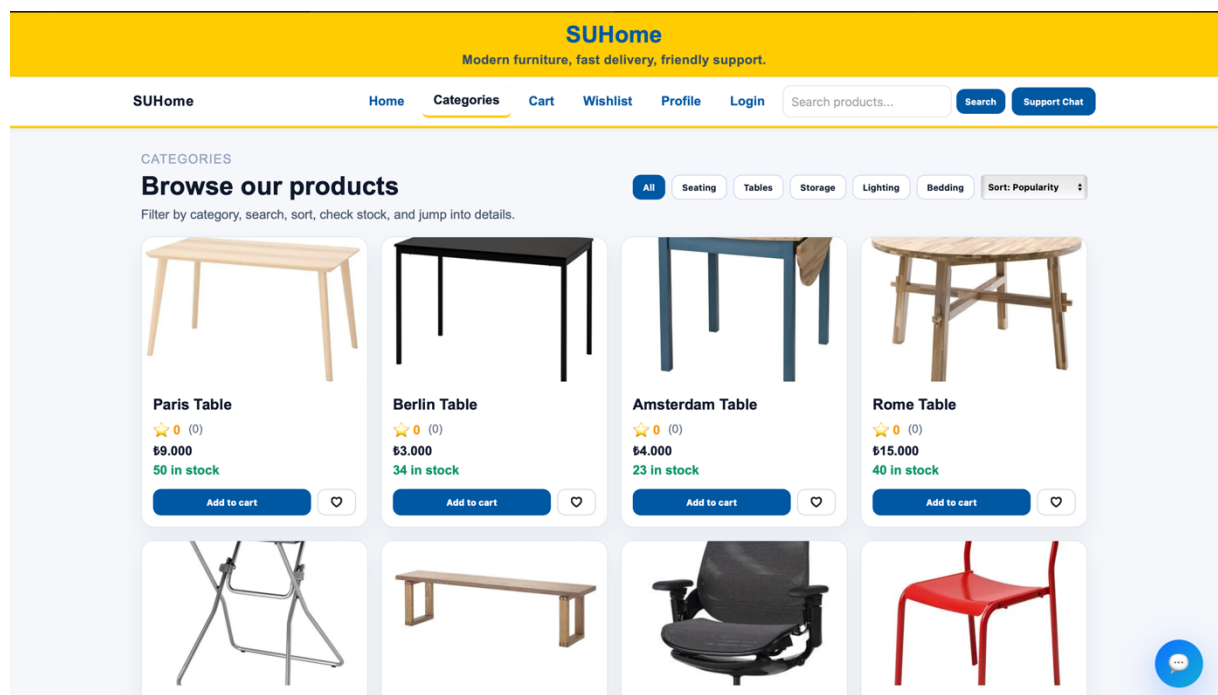 SUHome
Modern furniture, fast delivery, friendly support.
SUHome
Home
Categories
Cart
Wishlist
Profile
Login
Search products...
Search
Support Chat
CATEGORIES
Browse our products
Filter by category, search, sort, check stock, and jump into details.
All
Seating
Tables
Storage
Lighting
Bedding
Sort: Popularity
Paris Table
0 (0)
₺9.000
50 in stock
Add to cart
Berlin Table
0 (0)
₺3.000
34 in stock
Add to cart
Amsterdam Table
0 (0)
₺4.000
23 in stock
Add to cart
Rome Table
0 (0)
₺15.000
40 in stock
Add to cart